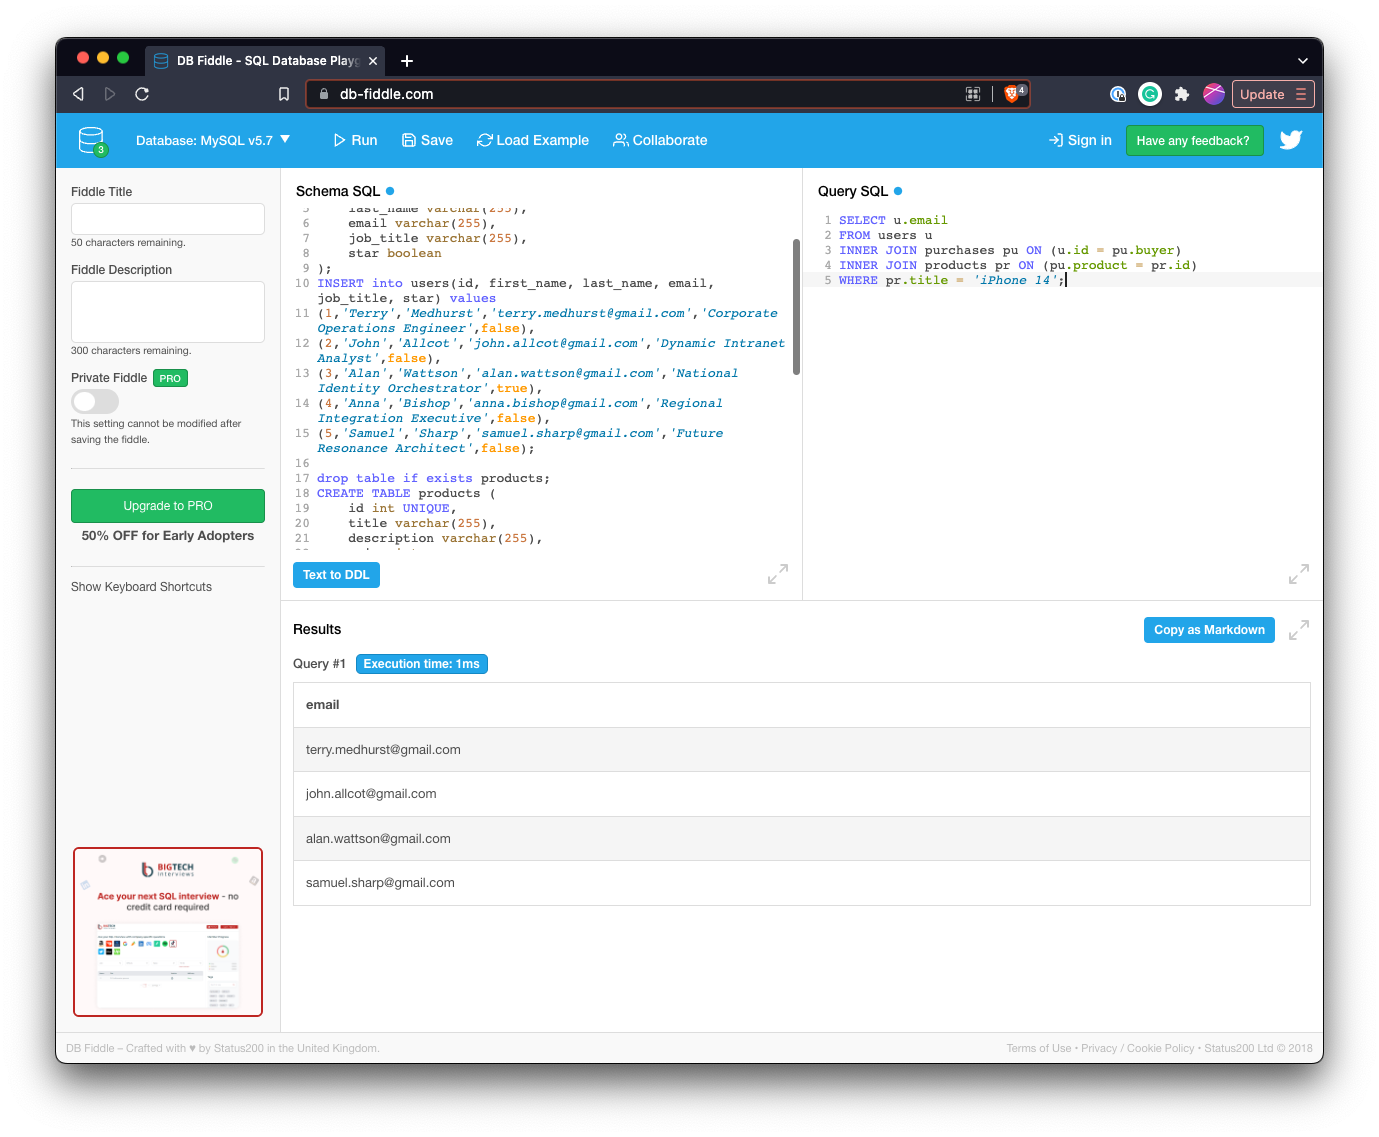 DB Fiddle - SQL Database Playg
db-fiddle.com
4
Update
3
Database: MySQL v5.7
Run
Save
Load Example
Collaborate
Sign in
Have any feedback?
Fiddle Title
50 characters remaining.
Fiddle Description
300 characters remaining.
Private Fiddle PRO
This setting cannot be modified after
saving the fiddle.
Upgrade to PRO
50% OFF for Early Adopters
Show Keyboard Shortcuts
BIGTECH
interviews
Ace your next SQL interview - no
credit card required
Schema SQL
5 last_name varchar(255),
6 email varchar(255),
7 job_title varchar(255),
8 star boolean
9 );
10 INSERT into users(id, first_name, last_name, email,
job_title, star) values
11 (1,'Terry','Medhurst','terry.medhurst@gmail.com','Corporate
Operations Engineer',false),
12 (2,'John','Allcot','john.allcot@gmail.com','Dynamic Intranet
Analyst',false),
13 (3,'Alan','Wattson','alan.wattson@gmail.com','National
Identity Orchestrator',true),
14 (4,'Anna','Bishop','anna.bishop@gmail.com','Regional
Integration Executive',false),
15 (5,'Samuel','Sharp','samuel.sharp@gmail.com','Future
Resonance Architect',false);
16
17 drop table if exists products;
18 CREATE TABLE products (
19 id int UNIQUE,
20 title varchar(255),
21 description varchar(255),
Text to DDL
Query SQL
1 SELECT u.email
2 FROM users u
3 INNER JOIN purchases pu ON (u.id = pu.buyer)
4 INNER JOIN products pr ON (pu.product = pr.id)
5 WHERE pr.title = 'iPhone 14';
Results
Copy as Markdown
Query #1 Execution time: 1ms
email
terry.medhurst@gmail.com
john.allcot@gmail.com
alan.wattson@gmail.com
samuel.sharp@gmail.com
DB Fiddle – Crafted with ♥ by Status200 in the United Kingdom.
Terms of Use • Privacy / Cookie Policy • Status200 Ltd © 2018